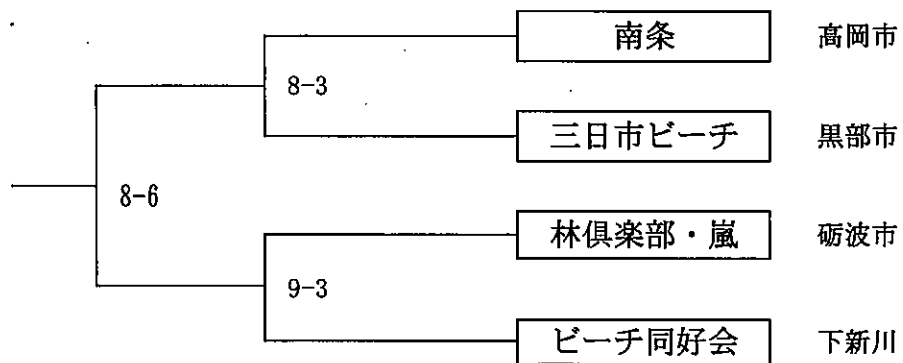 南条 高岡市
8-3
三日市ビーチ 黒部市
8-6
林倶楽部・嵐 砺波市
9-3
ビーチ同好会 下新川